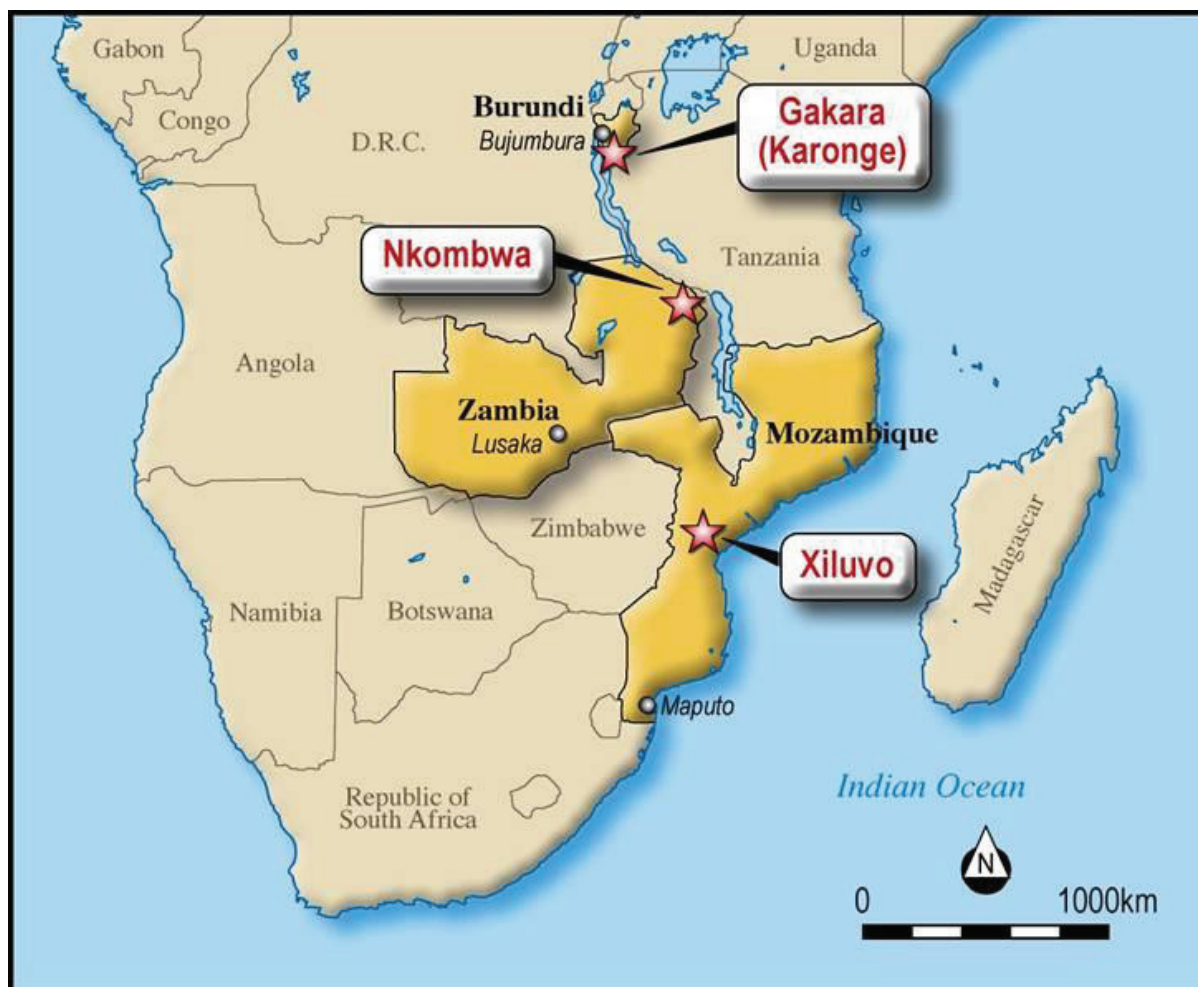 Gabon
Uganda
Congo
Burundi
Bujumbura
D.R.C.
Gakara
(Karonge)
Nkombwa
Tanzania
Angola
Zambia
Lusaka
Mozambique
Zimbabwe
Xiluvo
Madagascar
Namibia
Botswana
Maputo
Indian Ocean
Republic of
South Africa
N
0 1000km